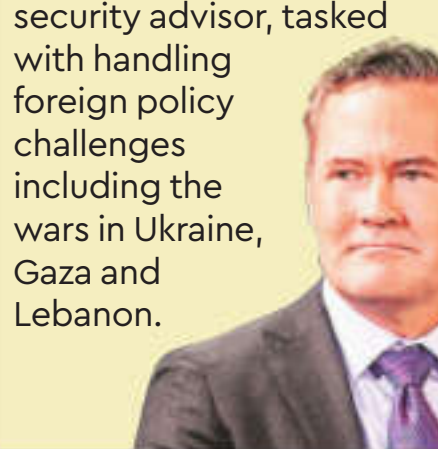 security advisor, tasked
with handling
foreign policy
challenges
including the
wars in Ukraine,
Gaza and
Lebanon.